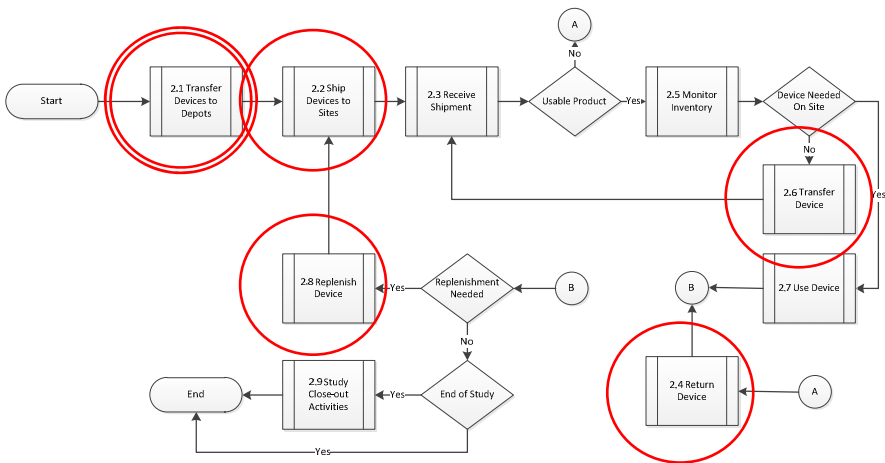 A
No
Start
2.1 Transfer
Devices to
Depots
2.2 Ship
Devices to
Sites
2.3 Receive
Shipment
Usable Product
Yes
2.5 Monitor
Inventory
Device Needed
On Site
No
2.6 Transfer
Device
Yes
2.8 Replenish
Device
Yes
Replenishment
Needed
B
B
2.7 Use Device
No
End
2.9 Study
Close-out
Activities
Yes
End of Study
2.4 Return
Device
A
Yes